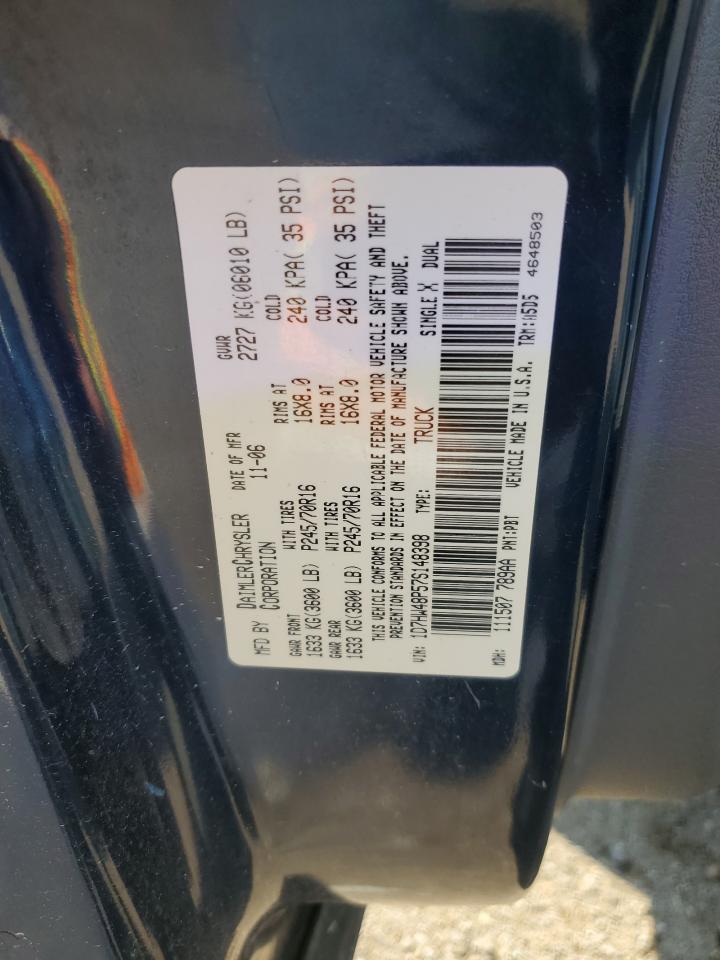 MFD BY DAIMLERCHRYSLER CORPORATION DATE OF MFR 11-06 GVWR 2727 KG(06010 LB)
GAWR FRONT WITH TIRES RIMS AT COLD
1633 KG(3600 LB) P245/70R16 16X8.0 240 KPA( 35 PSI)
GAWR REAR WITH TIRES RIMS AT COLD
1633 KG(3600 LB) P245/70R16 16X8.0 240 KPA( 35 PSI)
THIS VEHICLE CONFORMS TO ALL APPLICABLE FEDERAL MOTOR VEHICLE SAFETY AND THEFT
PREVENTION STANDARDS IN EFFECT ON THE DATE OF MANUFACTURE SHOWN ABOVE.
VIN: 1D7HW48P57S148398 TYPE: TRUCK SINGLE X DUAL
MDH: 111507 789AA PNT:PBT VEHICLE MADE IN U.S.A. TRM:A5D5 4648503